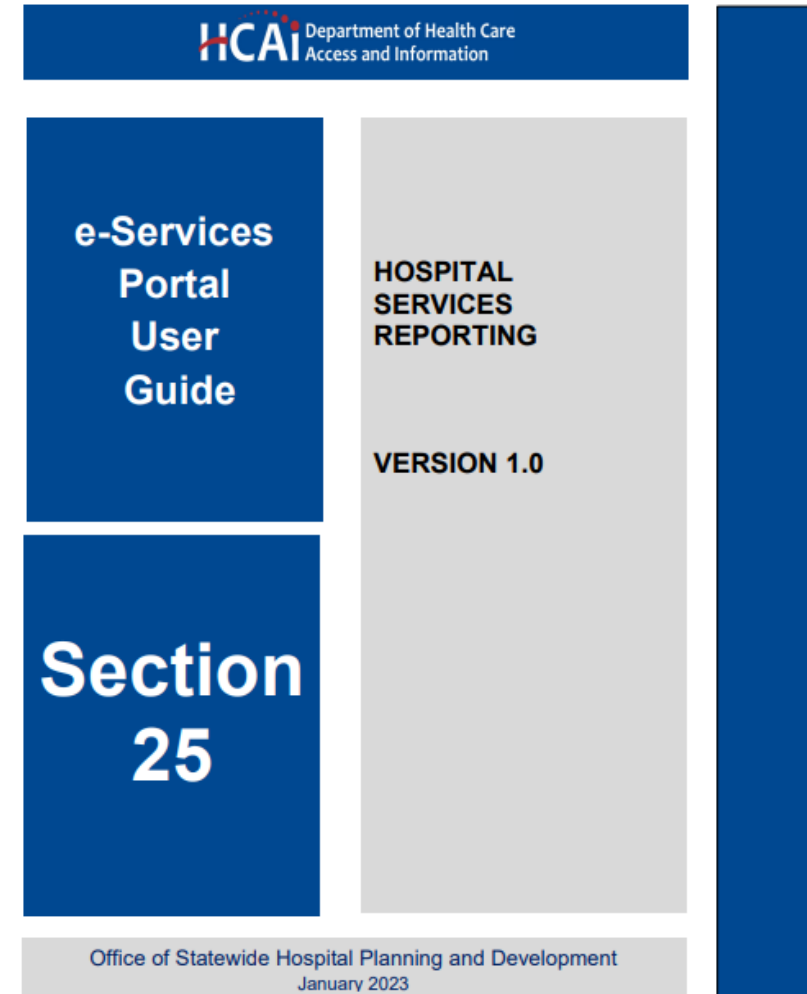 HCAi Department of Health Care
Access and Information
e-Services
Portal
User
Guide
HOSPITAL
SERVICES
REPORTING
VERSION 1.0
Section
25
Office of Statewide Hospital Planning and Development
January 2023